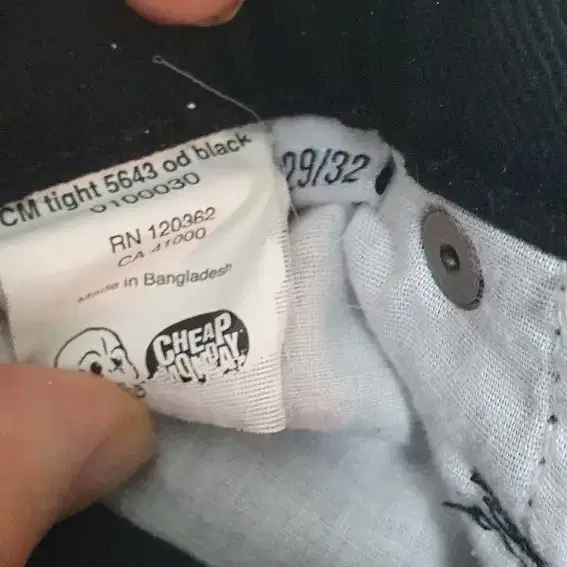 CM tight 5643 od black
0100030
29/32
RN 120362
CA 41000
Made in Bangladesh
CHEAP
MONDAY